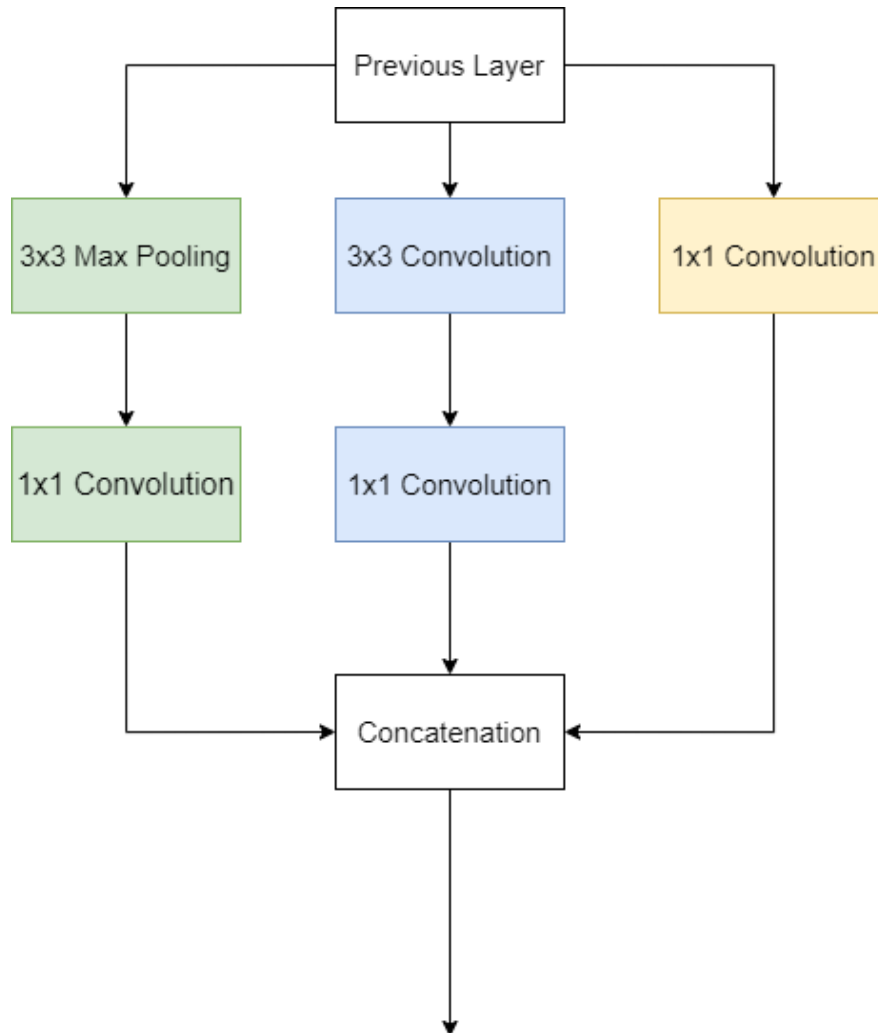 Previous Layer
3x3 Max Pooling
3x3 Convolution
1x1 Convolution
1x1 Convolution
1x1 Convolution
Concatenation